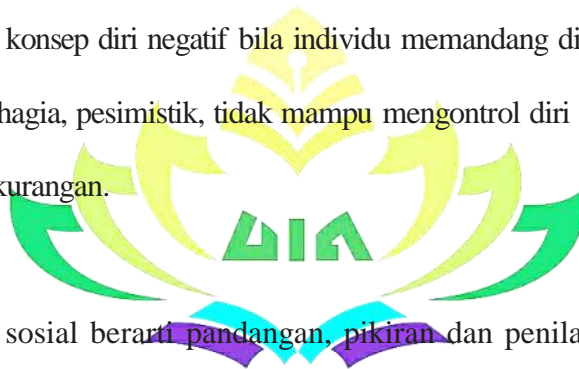 konsep diri negatif bila individu memandang di
hagia, pesimistik, tidak mampu mengontrol diri
kurangan.
UIN
sosial berarti pandangan, pikiran dan penila